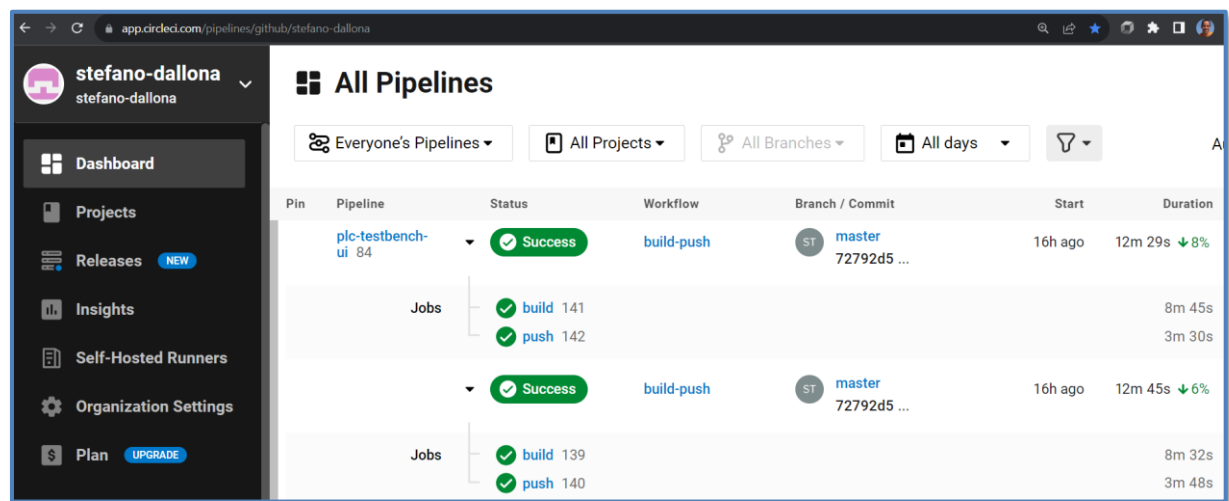 app.circleci.com/pipelines/github/stefano-dallona
stefano-dallona
stefano-dallona
All Pipelines
Everyone's Pipelines
All Projects
All Branches
All days
Dashboard
Projects
Releases NEW
Insights
Self-Hosted Runners
Organization Settings
Plan UPGRADE
Pin Pipeline Status Workflow Branch / Commit Start Duration
plc-testbench-
ui 84
Success build-push ST master 16h ago 12m 29s 8%
72792d5 ...
Jobs build 141 8m 45s
push 142 3m 30s
Success build-push ST master 16h ago 12m 45s 6%
72792d5 ...
Jobs build 139 8m 32s
push 140 3m 48s